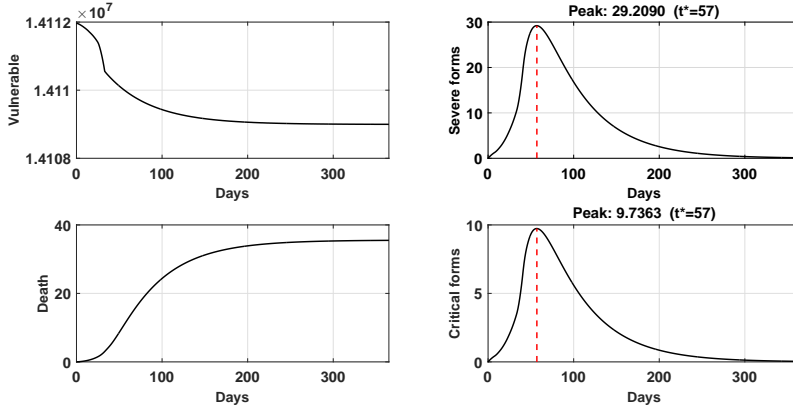 ×10^7
1.4112
1.411
1.4108
Vulnerable
0 100 200 300
Days
Peak: 29.2090 (t*=57)
30
20
10
0
Severe forms
0 100 200 300
Days
40
20
0
Death
0 100 200 300
Days
Peak: 9.7363 (t*=57)
10
5
0
Critical forms
0 100 200 300
Days